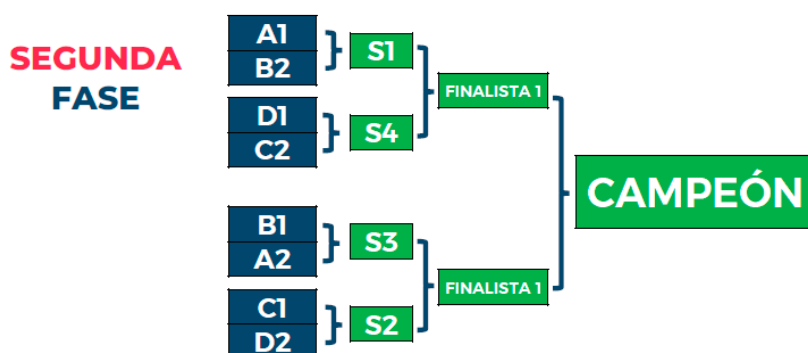 SEGUNDA
FASE
A1
B2
S1
D1
C2
S4
FINALISTA 1
B1
A2
S3
C1
D2
S2
FINALISTA 1
CAMPEÓN